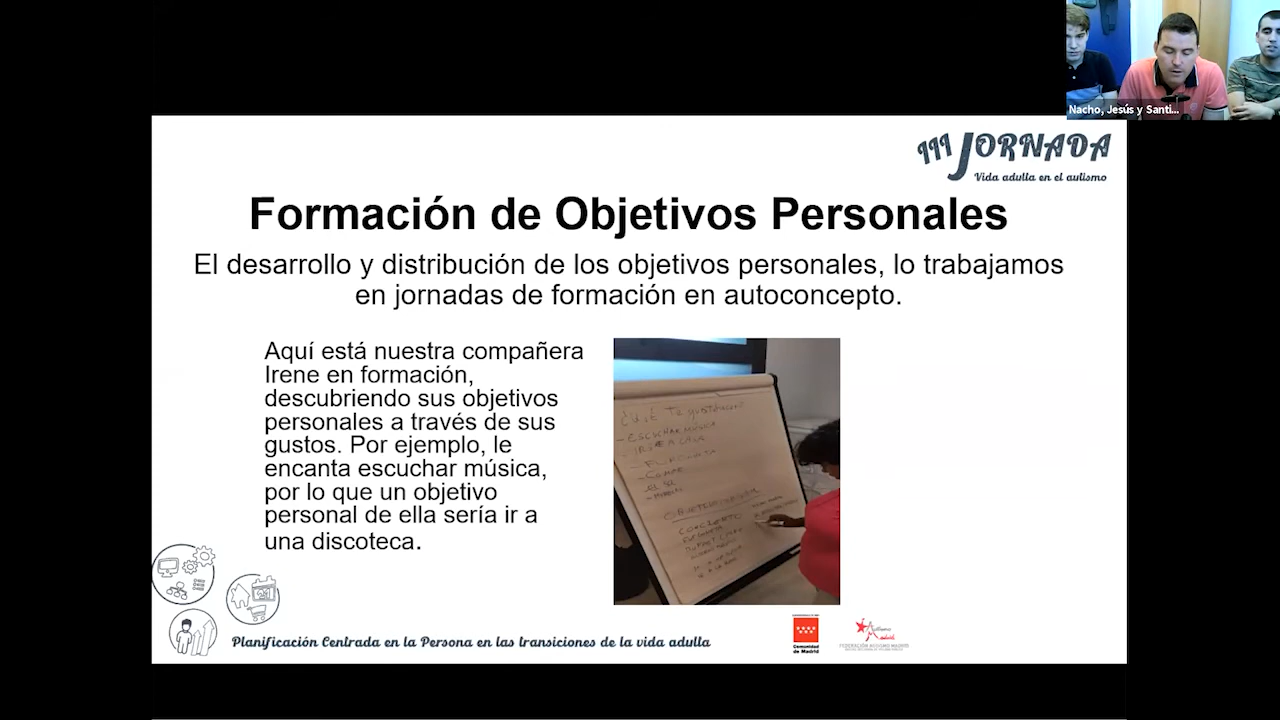 Nacho, Jesús y Santi...
III JORNADA
Vida adulta en el autismo
Formación de Objetivos Personales
El desarrollo y distribución de los objetivos personales, lo trabajamos
en jornadas de formación en autoconcepto.
Aquí está nuestra compañera
Irene en formación,
descubriendo sus objetivos
personales a través de sus
gustos. Por ejemplo, le
encanta escuchar música,
por lo que un objetivo
personal de ella sería ir a
una discoteca.
- ESCUCHAR MÚSICA
- COMER
CONCIERTO
Planificación Centrada en la Persona en las transiciones de la vida adulta
Comunidad
de Madrid
FEDERACIÓN AUTISMO MADRID